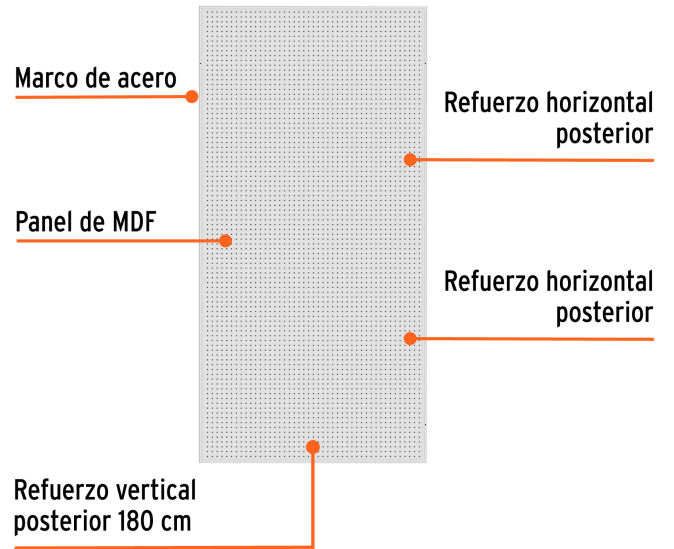 Marco de acero
Refuerzo horizontal
posterior
Panel de MDF
Refuerzo horizontal
posterior
Refuerzo vertical
posterior 180 cm